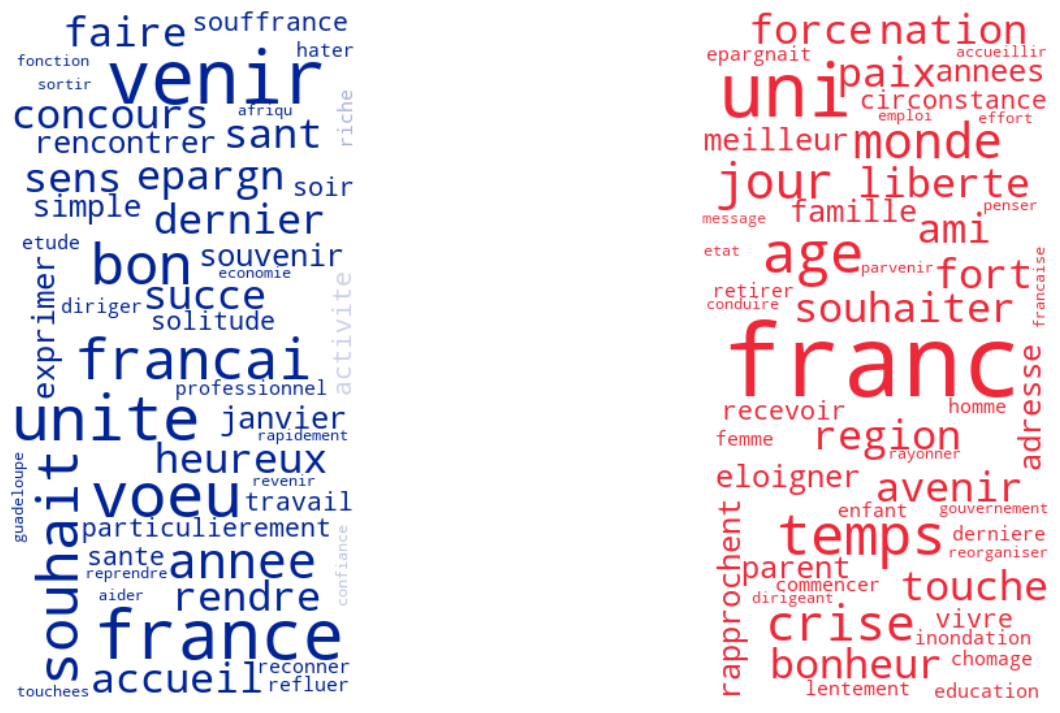 faire
souffrance
hater
fonction
venir
sortir
concours
afriqu
riche
rencontrer
sant
sens
epargn
soir
simple
dernier
etude
bon
souvenir
economie
exprimer
diriger
succe
activite
solitude
francai
professionnel
unite
janvier
rapidement
guadeloupe
souhait
heureux
voeu
revenir
travail
particulierement
sante
annee
confiance
reprendre
aider
rendre
france
accueil
reconner
refluer
touchees
force
nation
epargnait
accueillir
uni
paix
annees
circonstance
emploi
effort
meilleur
monde
jour
liberte
message
famille
penser
ami
etat
age
parvenir
fort
francaise
retirer
conduire
souhaiter
franc
adresse
recevoir
homme
femme
region
rayonner
eloigner
avenir
rapprochent
enfant
gouvernement
temps
derniere
reorganiser
parent
commencer
touche
dirigeant
crise
vivre
inondation
bonheur
chomage
lentement
education